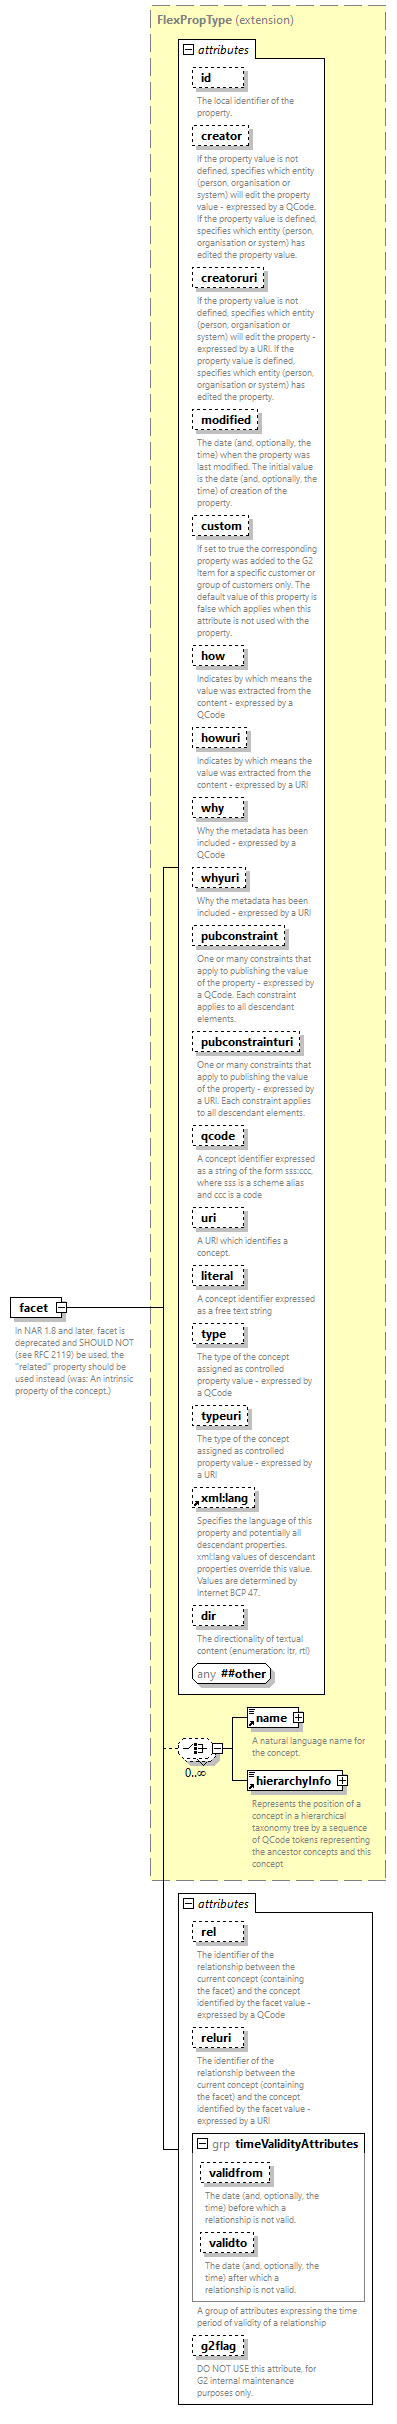 FlexPropType (extension)
attributes
id
The local identifier of the
property.
creator
If the property value is not
defined, specifies which entity
(person, organisation or
system) will edit the property
value - expressed by a QCode.
If the property value is defined,
specifies which entity (person,
organisation or system) has
edited the property value.
creatoruri
If the property value is not
defined, specifies which entity
(person, organisation or
system) will edit the property -
expressed by a URI. If the
property value is defined,
specifies which entity (person,
organisation or system) has
edited the property.
modified
The date (and, optionally, the
time) when the property was
last modified. The initial value
is the date (and, optionally, the
time) of creation of the
property.
custom
If set to true the corresponding
property was added to the G2
Item for a specific customer or
group of customers only. The
default value of this property is
false which applies when this
attribute is not used with the
property.
how
Indicates by which means the
value was extracted from the
content - expressed by a
QCode
howuri
Indicates by which means the
value was extracted from the
content - expressed by a URI
why
Why the metadata has been
included - expressed by a
QCode
whyuri
Why the metadata has been
included - expressed by a URI
pubconstraint
One or many constraints that
apply to publishing the value
of the property - expressed by
a QCode. Each constraint
applies to all descendant
elements.
pubconstrainturi
One or many constraints that
apply to publishing the value
of the property - expressed by
a URI. Each constraint applies
to all descendant elements.
qcode
A concept identifier expressed
as a string of the form sss:ccc,
where sss is a scheme alias
and ccc is a code
uri
A URI which identifies a
concept.
literal
A concept identifier expressed
as a free text string
facet
In NAR 1.8 and later, facet is
deprecated and SHOULD NOT
(see RFC 2119) be used, the
"related" property should be
used instead (was: An intrinsic
property of the concept.)
type
The type of the concept
assigned as controlled
property value - expressed by
a QCode
typeuri
The type of the concept
assigned as controlled
property value - expressed by
a URI
xml:lang
Specifies the language of this
property and potentially all
descendant properties.
xml:lang values of descendant
properties override this value.
Values are determined by
Internet BCP 47.
dir
The directionality of textual
content (enumeration: ltr, rtl)
any ##other
name
A natural language name for
the concept.
0..∞
hierarchyInfo
Represents the position of a
concept in a hierarchical
taxonomy tree by a sequence
of QCode tokens representing
the ancestor concepts and this
concept
attributes
rel
The identifier of the
relationship between the
current concept (containing
the facet) and the concept
identified by the facet value -
expressed by a QCode
reluri
The identifier of the
relationship between the
current concept (containing
the facet) and the concept
identified by the facet value -
expressed by a URI
grp timeValidityAttributes
validfrom
The date (and, optionally, the
time) before which a
relationship is not valid.
validto
The date (and, optionally, the
time) after which a
relationship is not valid.
A group of attributes expressing the time
period of validity of a relationship
g2flag
DO NOT USE this attribute, for
G2 internal maintenance
purposes only.